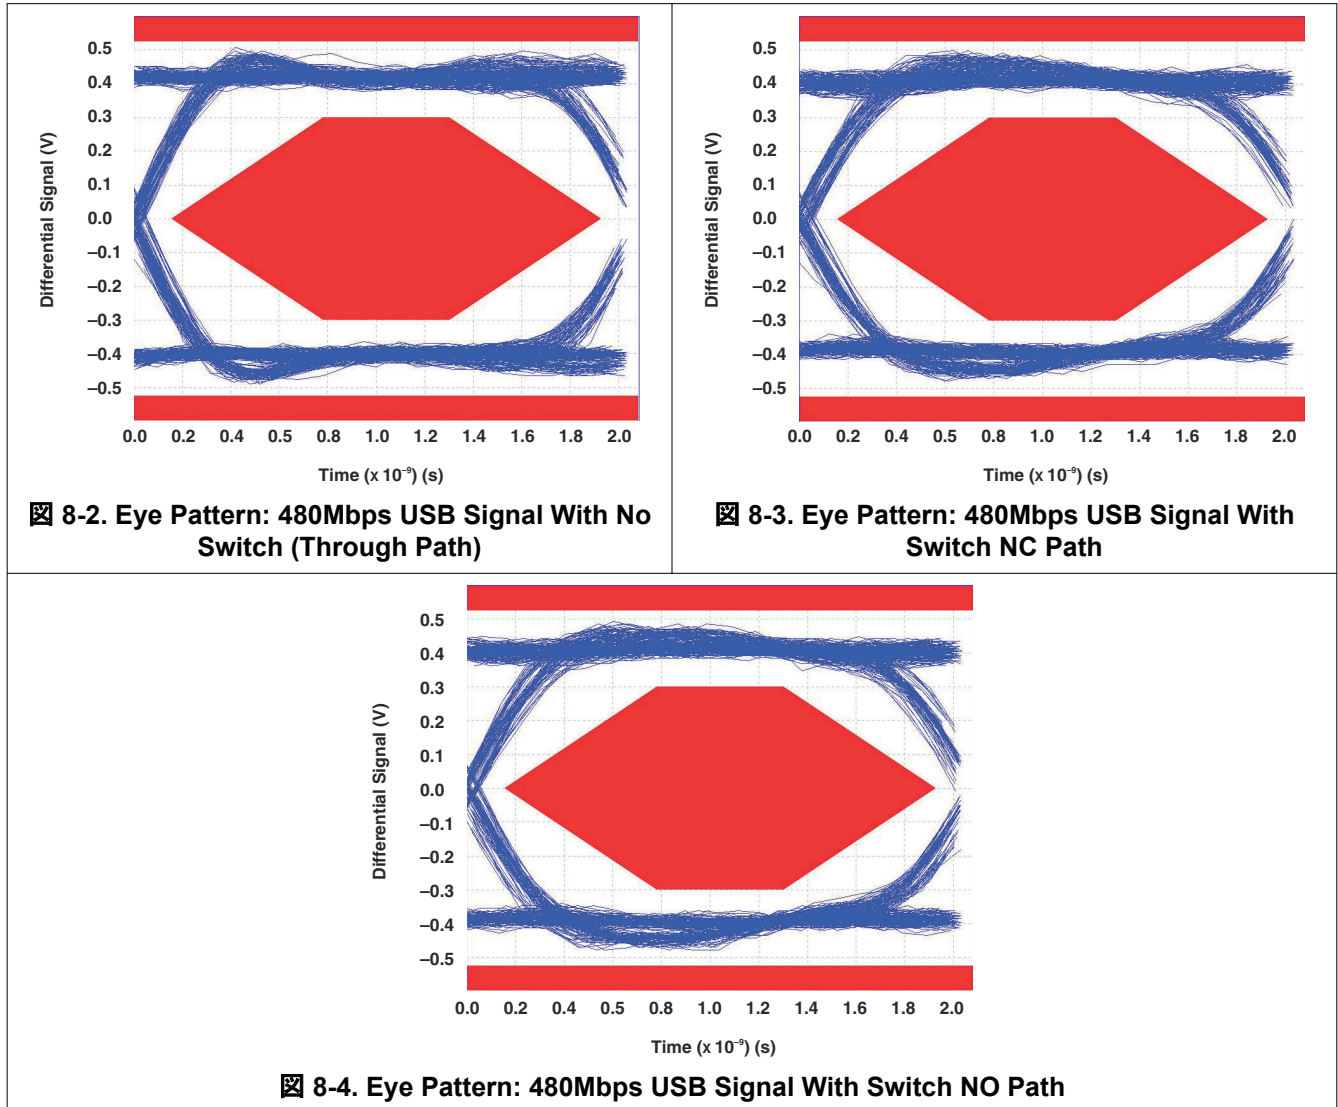 0.5
0.4
0.3
0.2
0.1
0.0
–0.1
–0.2
–0.3
–0.4
–0.5
Differential Signal (V)
0.0 0.2 0.4 0.5 0.8 1.0 1.2 1.4 1.6 1.8 2.0
Time (x 10⁻⁹) (s)
図 8-2. Eye Pattern: 480Mbps USB Signal With No
Switch (Through Path)
0.5
0.4
0.3
0.2
0.1
0.0
–0.1
–0.2
–0.3
–0.4
–0.5
Differential Signal (V)
0.0 0.2 0.4 0.5 0.8 1.0 1.2 1.4 1.6 1.8 2.0
Time (x 10⁻⁹) (s)
図 8-3. Eye Pattern: 480Mbps USB Signal With
Switch NC Path
0.5
0.4
0.3
0.2
0.1
0.0
–0.1
–0.2
–0.3
–0.4
–0.5
Differential Signal (V)
0.0 0.2 0.4 0.5 0.8 1.0 1.2 1.4 1.6 1.8 2.0
Time (x 10⁻⁹) (s)
図 8-4. Eye Pattern: 480Mbps USB Signal With Switch NO Path